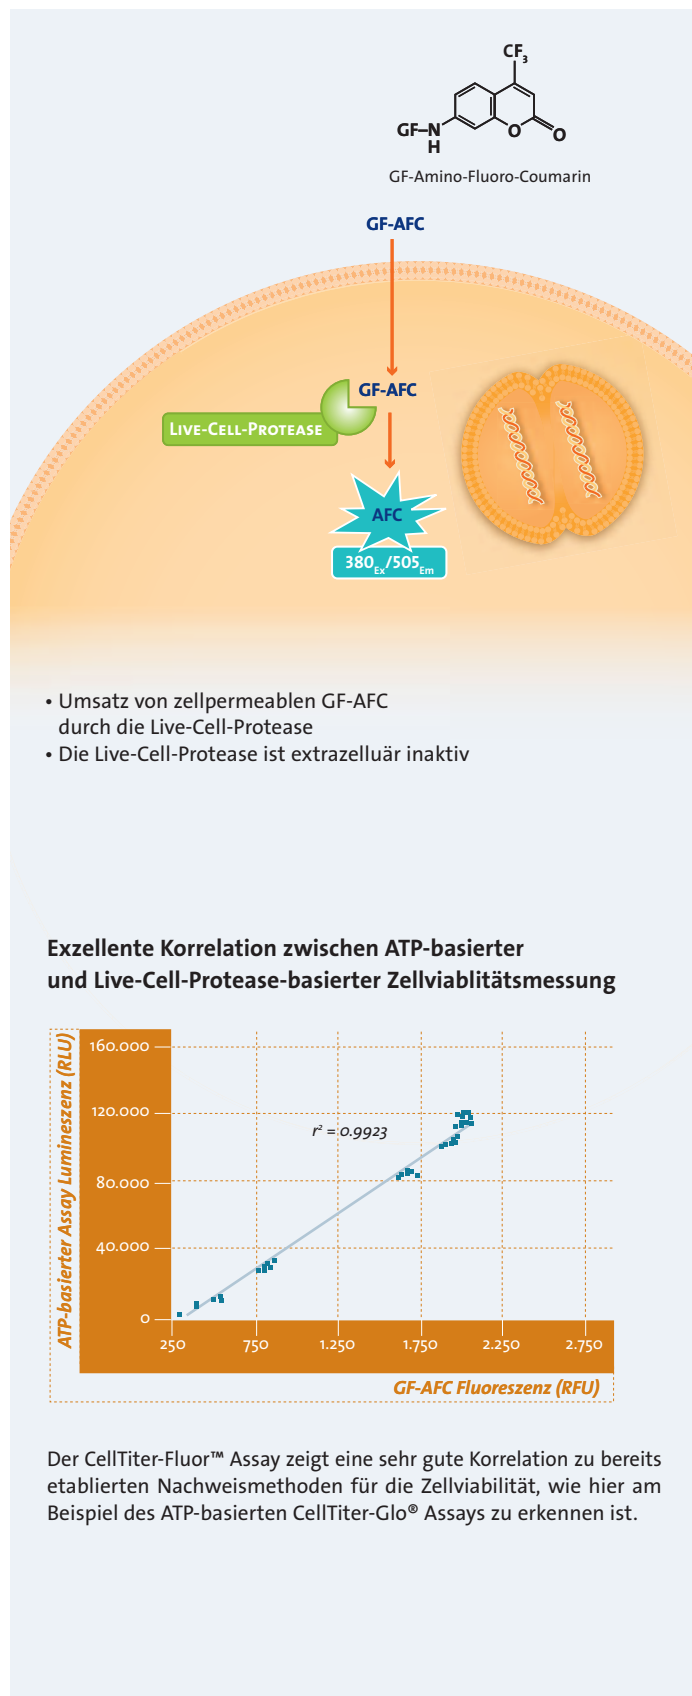 CF3
GF–N
H
O
O
GF-Amino-Fluoro-Coumarin
GF-AFC
GF-AFC
LIVE-CELL-PROTEASE
AFC
380Ex/505Em
• Umsatz von zellpermeablen GF-AFC
durch die Live-Cell-Protease
• Die Live-Cell-Protease ist extrazelluär inaktiv
Exzellente Korrelation zwischen ATP-basierter
und Live-Cell-Protease-basierter Zellviablitätsmessung
ATP-basierter Assay Lumineszenz (RLU)
160.000
120.000
80.000
40.000
0
r² = 0.9923
250 750 1.250 1.750 2.250 2.750
GF-AFC Fluoreszenz (RFU)
Der CellTiter-Fluor™ Assay zeigt eine sehr gute Korrelation zu bereits
etablierten Nachweismethoden für die Zellviabilität, wie hier am
Beispiel des ATP-basierten CellTiter-Glo® Assays zu erkennen ist.